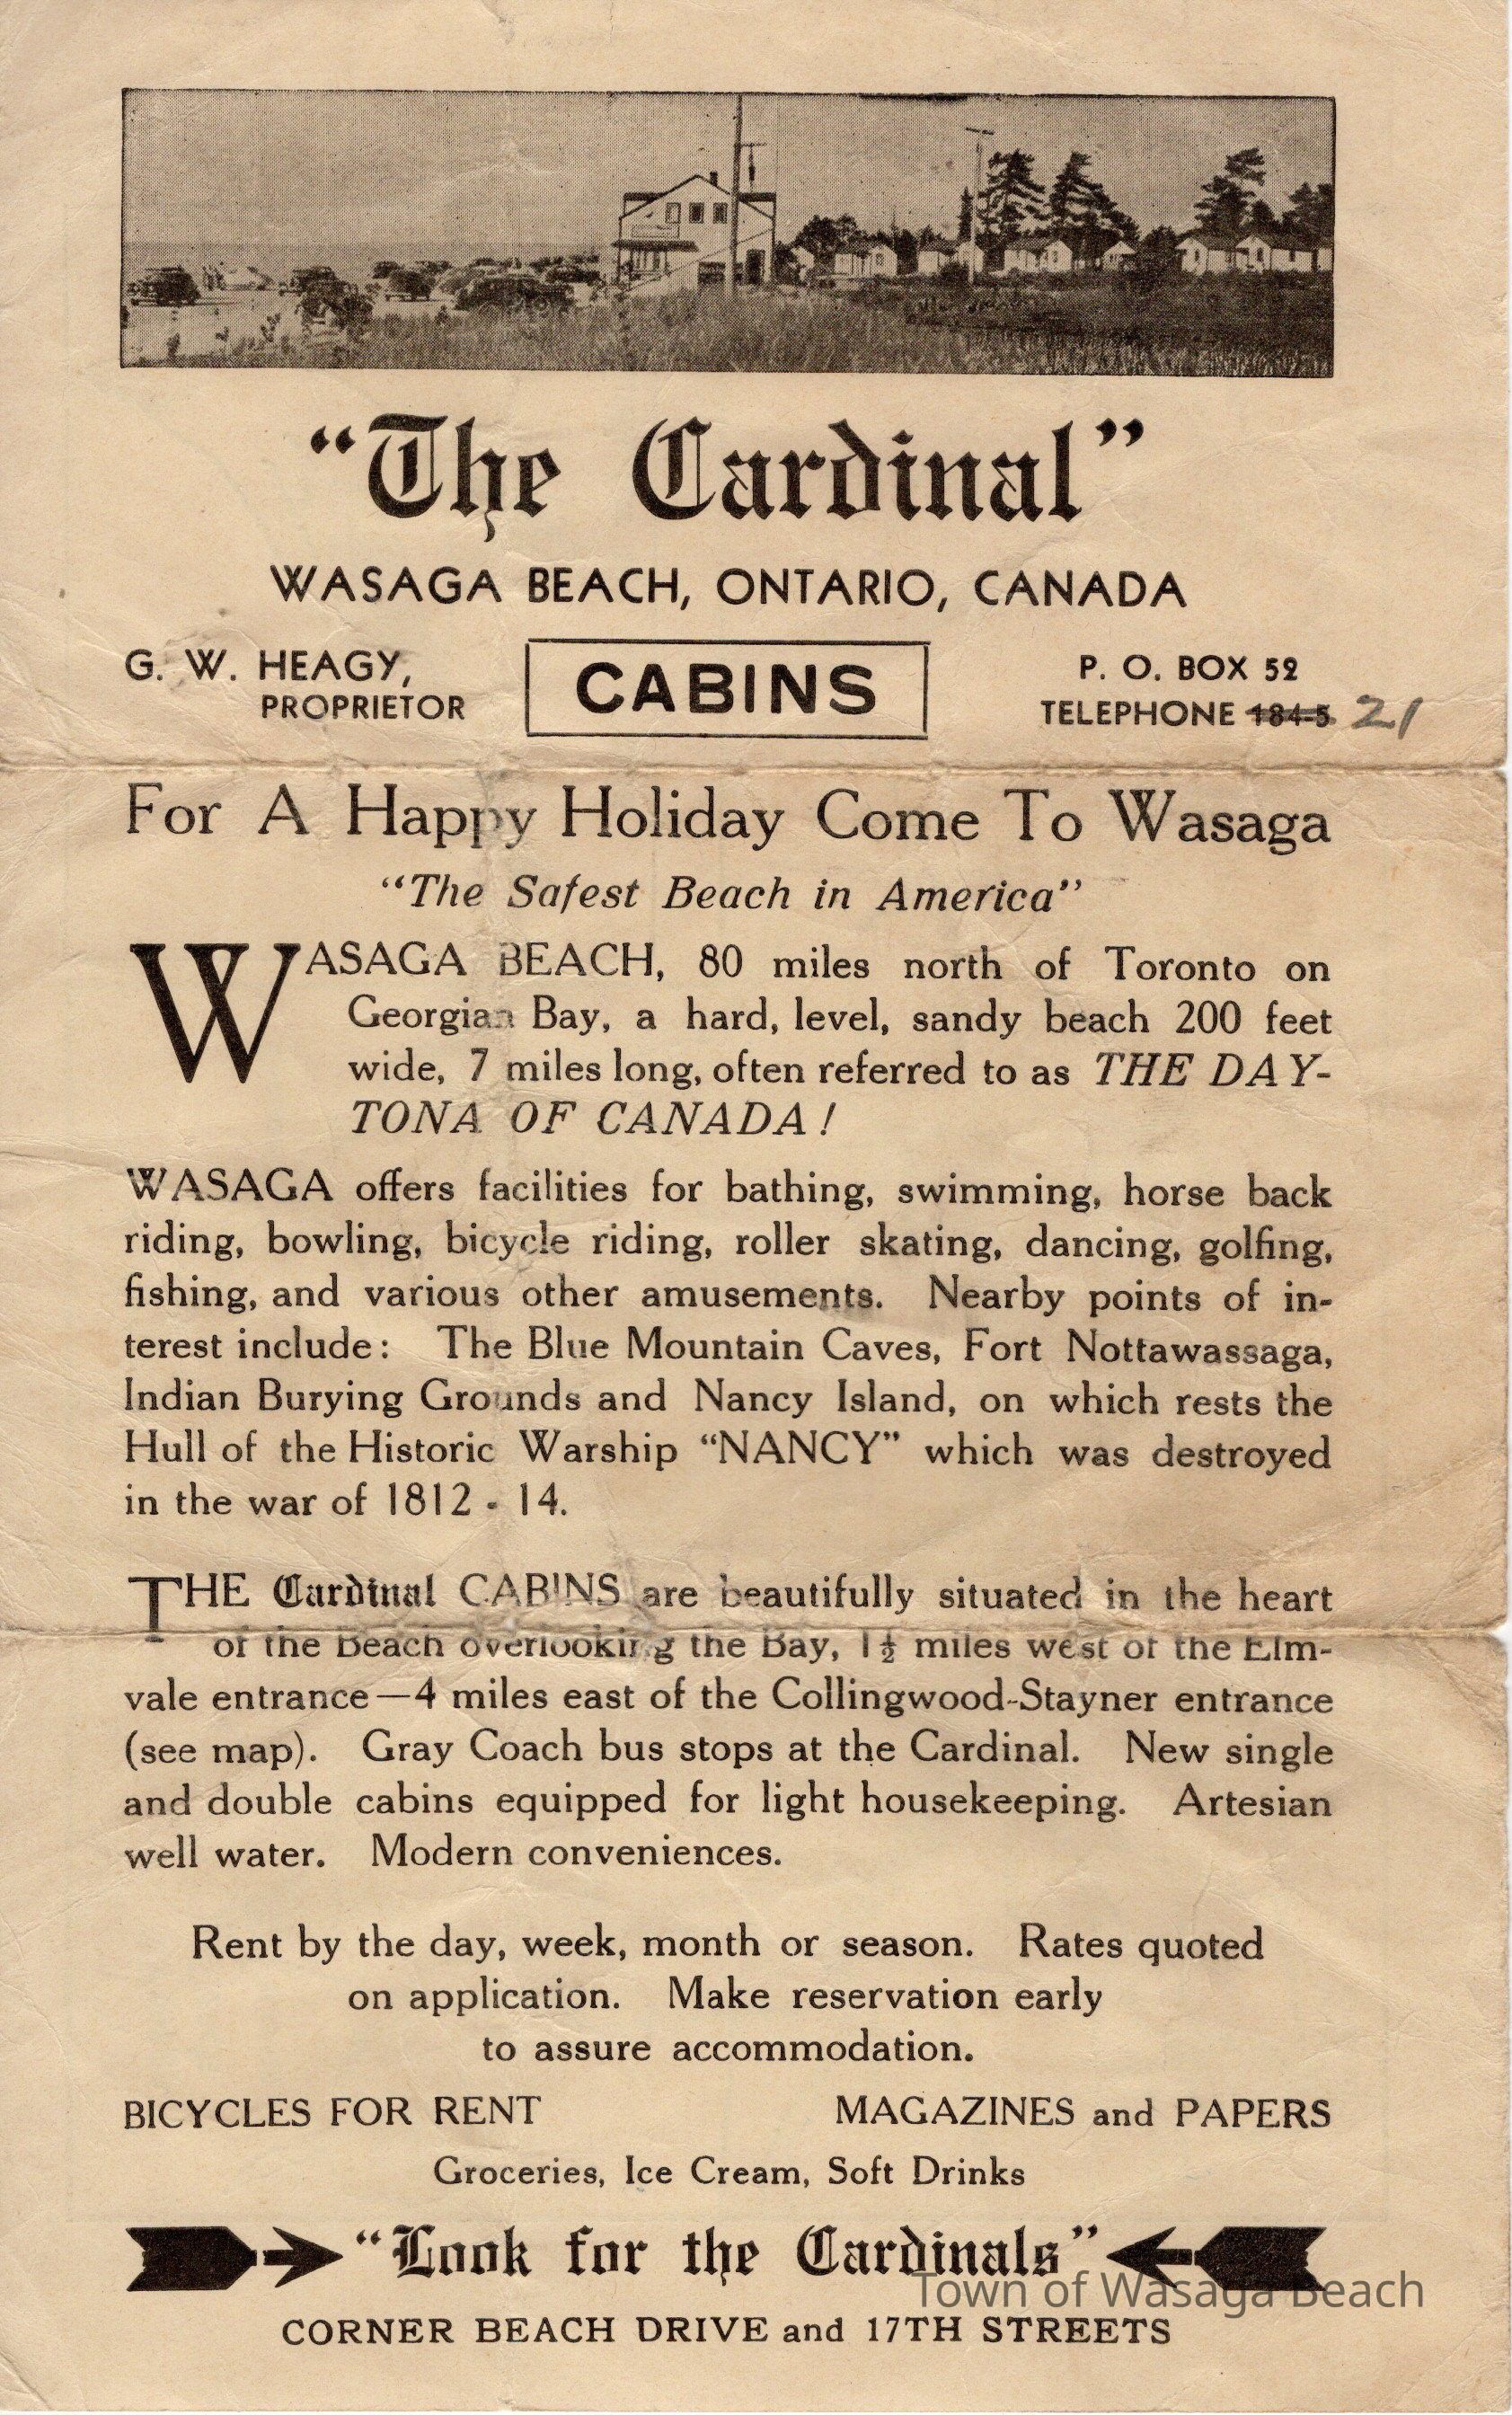 “The Cardinal”
WASAGA BEACH, ONTARIO, CANADA
G. W. HEAGY,
PROPRIETOR
CABINS
P. O. BOX 52
TELEPHONE 184-5 21
For A Happy Holiday Come To Wasaga
“The Safest Beach in America”
WASAGA BEACH, 80 miles north of Toronto on
Georgian Bay, a hard, level, sandy beach 200 feet
wide, 7 miles long, often referred to as THE DAY-
TONA OF CANADA!
WASAGA offers facilities for bathing, swimming, horse back
riding, bowling, bicycle riding, roller skating, dancing, golfing,
fishing, and various other amusements. Nearby points of in-
terest include: The Blue Mountain Caves, Fort Nottawassaga,
Indian Burying Grounds and Nancy Island, on which rests the
Hull of the Historic Warship “NANCY” which was destroyed
in the war of 1812 - 14.
THE Cardinal CABINS are beautifully situated in the heart
of the Beach overlooking the Bay, 1½ miles west of the Elm-
vale entrance—4 miles east of the Collingwood-Stayner entrance
(see map). Gray Coach bus stops at the Cardinal. New single
and double cabins equipped for light housekeeping. Artesian
well water. Modern conveniences.
Rent by the day, week, month or season. Rates quoted
on application. Make reservation early
to assure accommodation.
BICYCLES FOR RENT MAGAZINES and PAPERS
Groceries, Ice Cream, Soft Drinks
“Look for the Cardinals”
Town of Wasaga Beach
CORNER BEACH DRIVE and 17TH STREETS